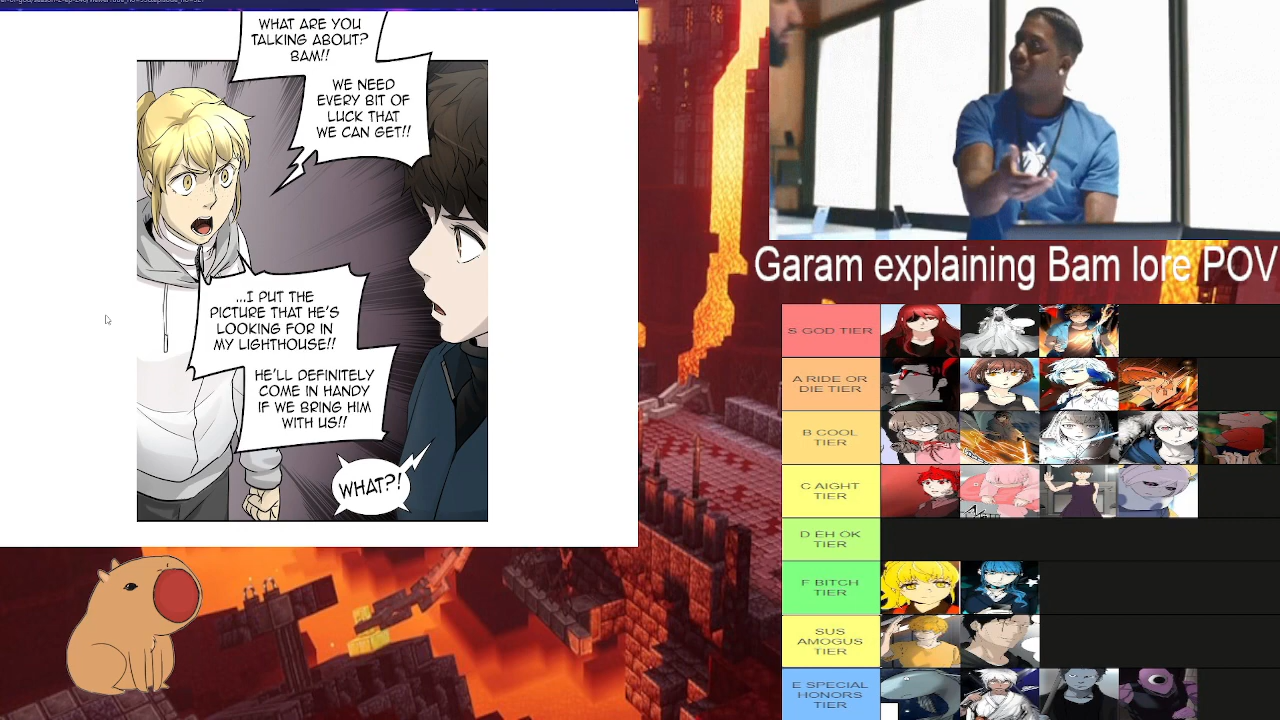 WHAT ARE YOU
TALKING ABOUT?
BAM!!
WE NEED
EVERY BIT OF
LUCK THAT
WE CAN GET!!
...I PUT THE
PICTURE THAT HE'S
LOOKING FOR IN
MY LIGHTHOUSE!!
HE'LL DEFINITELY
COME IN HANDY
IF WE BRING HIM
WITH US!!
WHAT?!
Garam explaining Bam lore POV
S GOD TIER
A RIDE OR
DIE TIER
B COOL
TIER
C AIGHT
TIER
D EH OK
TIER
F BITCH
TIER
SUS
AMOGUS
TIER
E SPECIAL
HONORS
TIER